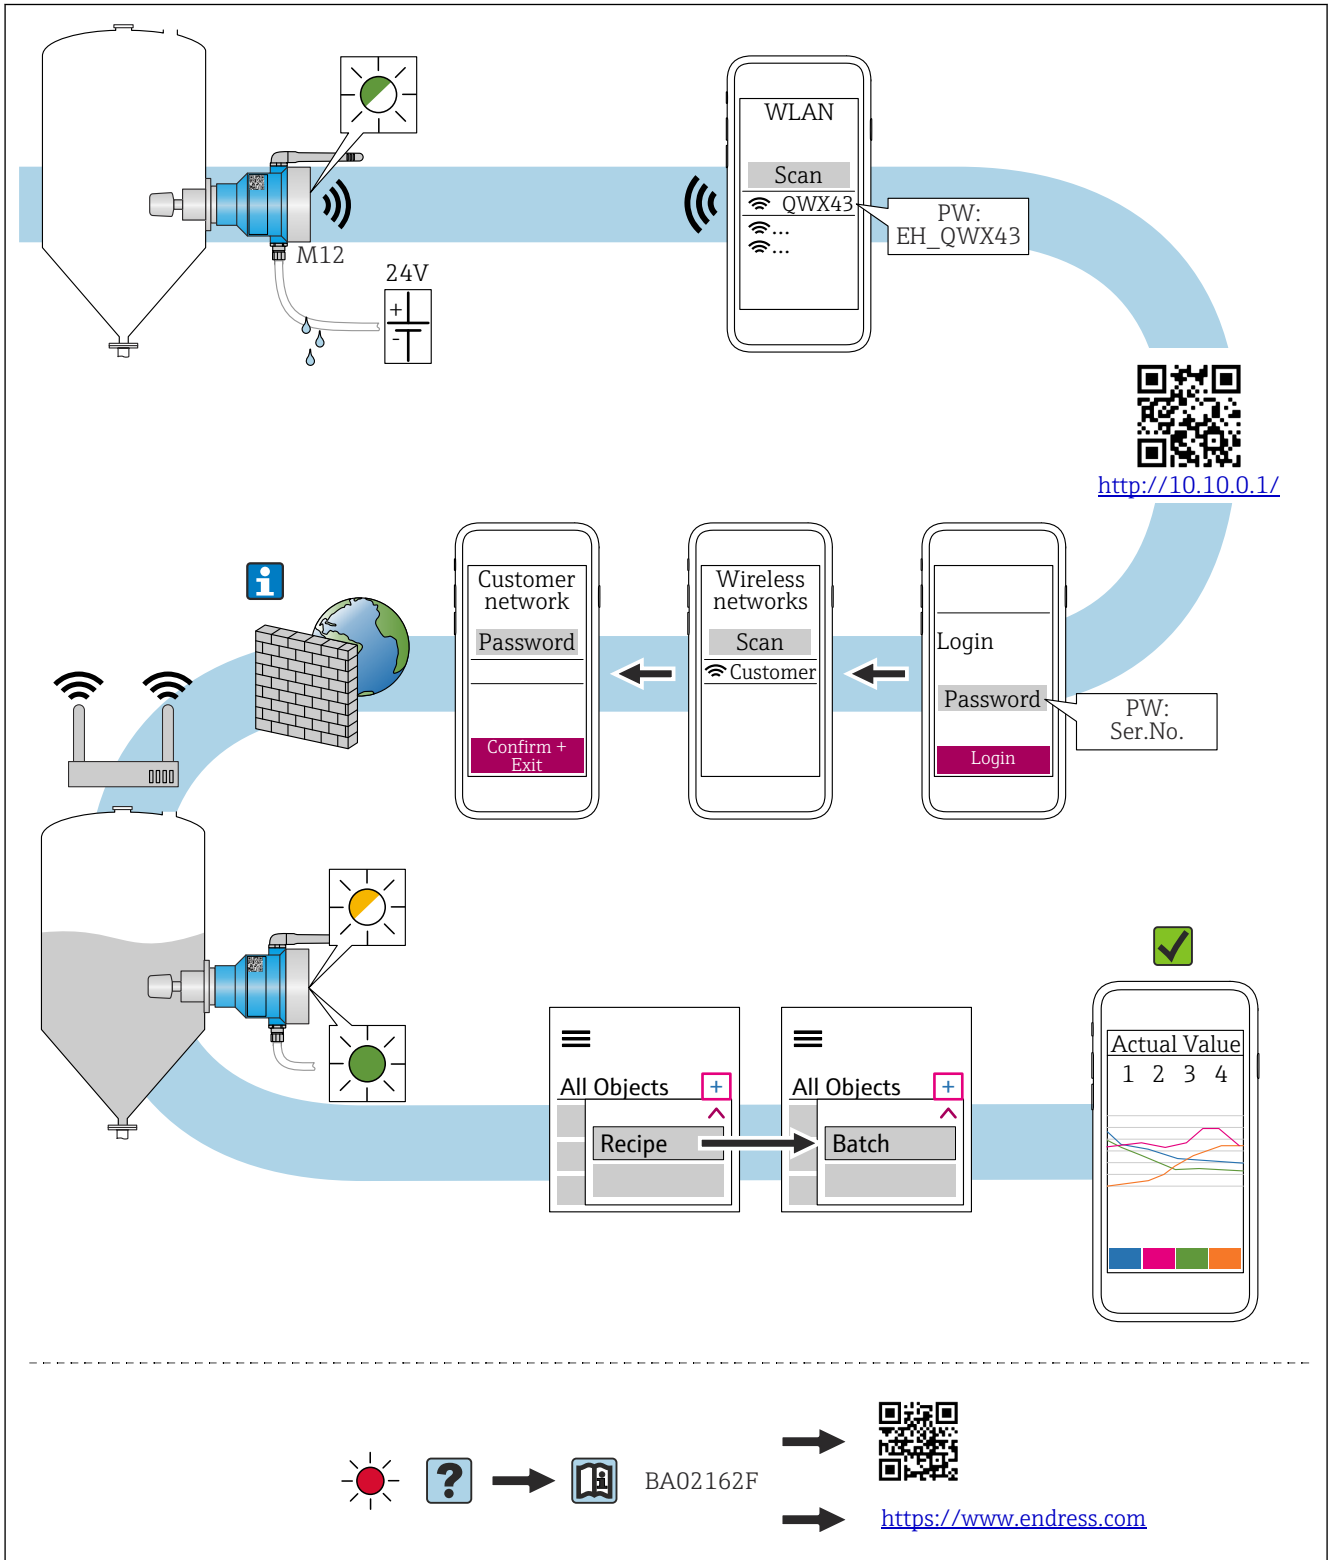 WLAN
Scan
QWX43
...
...
PW:
EH_QWX43
M12
24V
+
-
http://10.10.0.1/
Customer
network
Password
Confirm +
Exit
Wireless
networks
Scan
Customer
Login
Password
Login
PW:
Ser.No.
All Objects +
Recipe
All Objects +
Batch
Actual Value
1 2 3 4
? BA02162F
https://www.endress.com